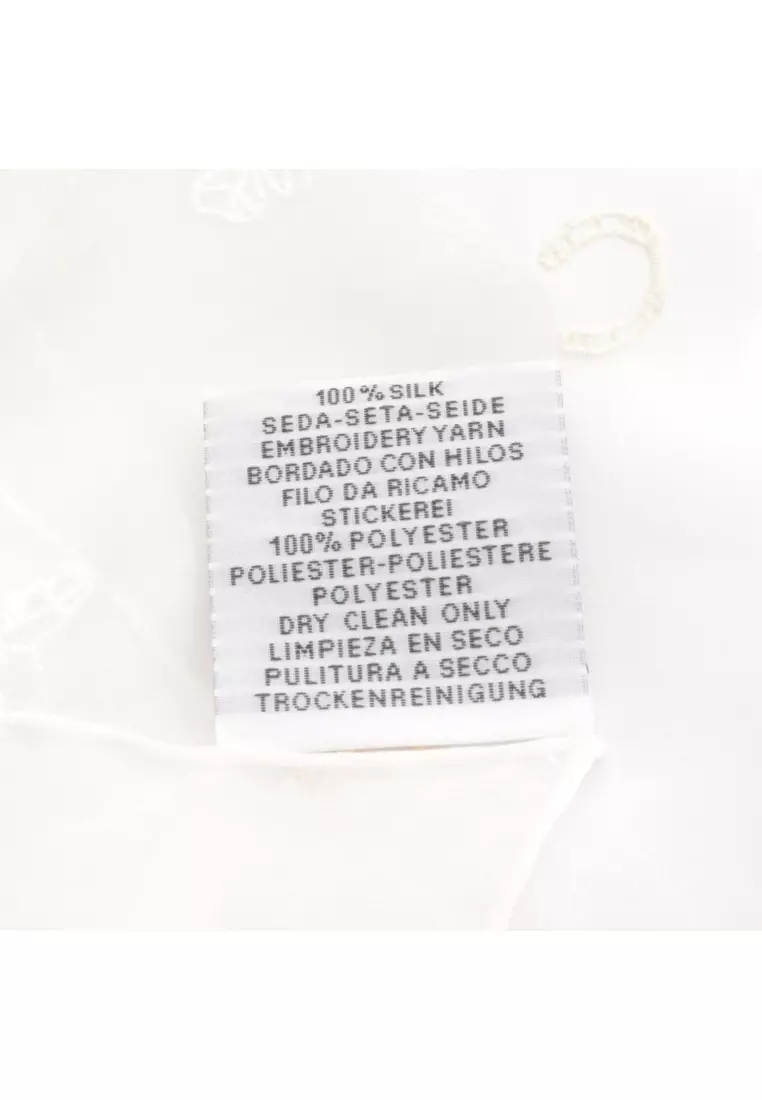 100% SILK
SEDA-SETA-SEIDE
EMBROIDERY YARN
BORDADO CON HILOS
FILO DA RICAMO
STICKEREI
100% POLYESTER
POLIESTER-POLIESTERE
POLYESTER
DRY CLEAN ONLY
LIMPIEZA EN SECO
PULITURA A SECCO
TROCKENREINIGUNG